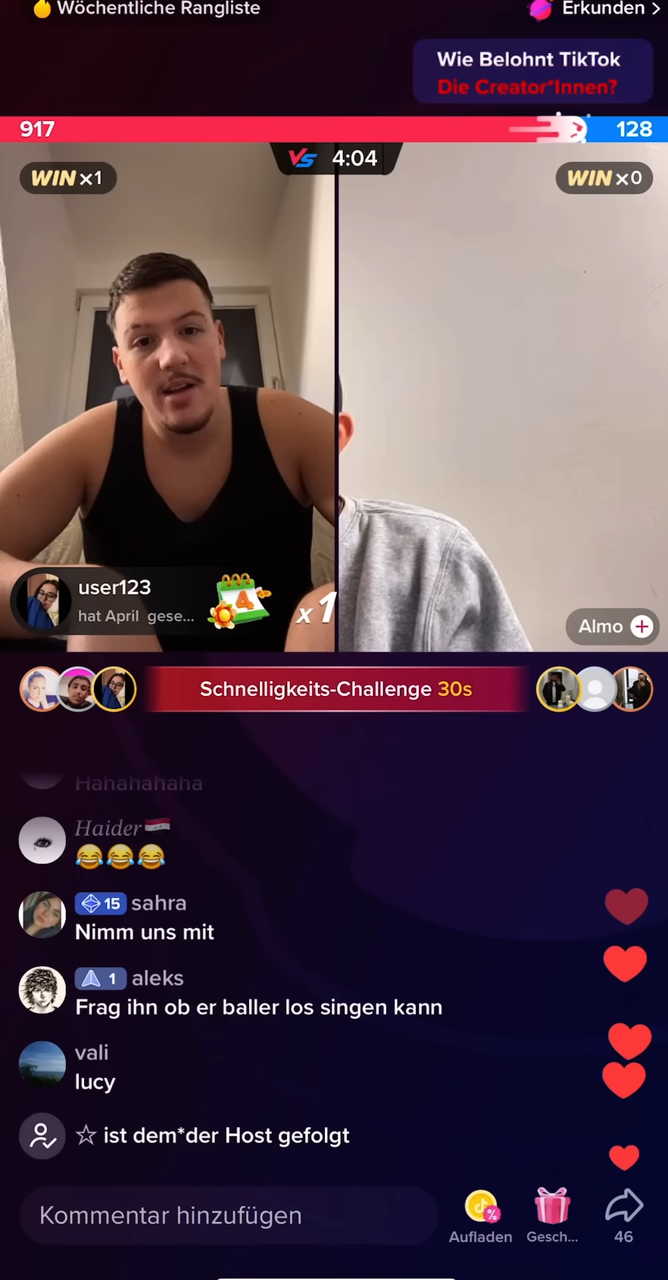 Wöchentliche Rangliste
Erkunden >
Wie Belohnt TikTok
Die Creator*Innen?
917
128
VS 4:04
WIN x1
WIN x0
user123
hat April gese...
4
x1
Almo +
Schnelligkeits-Challenge 30s
Hahahahaha
Haider🇮🇶
😂😂😂
15 sahra
Nimm uns mit
1 aleks
Frag ihn ob er baller los singen kann
vali
lucy
☆ ist dem*der Host gefolgt
Kommentar hinzufügen
%
Aufladen
Gesch...
46